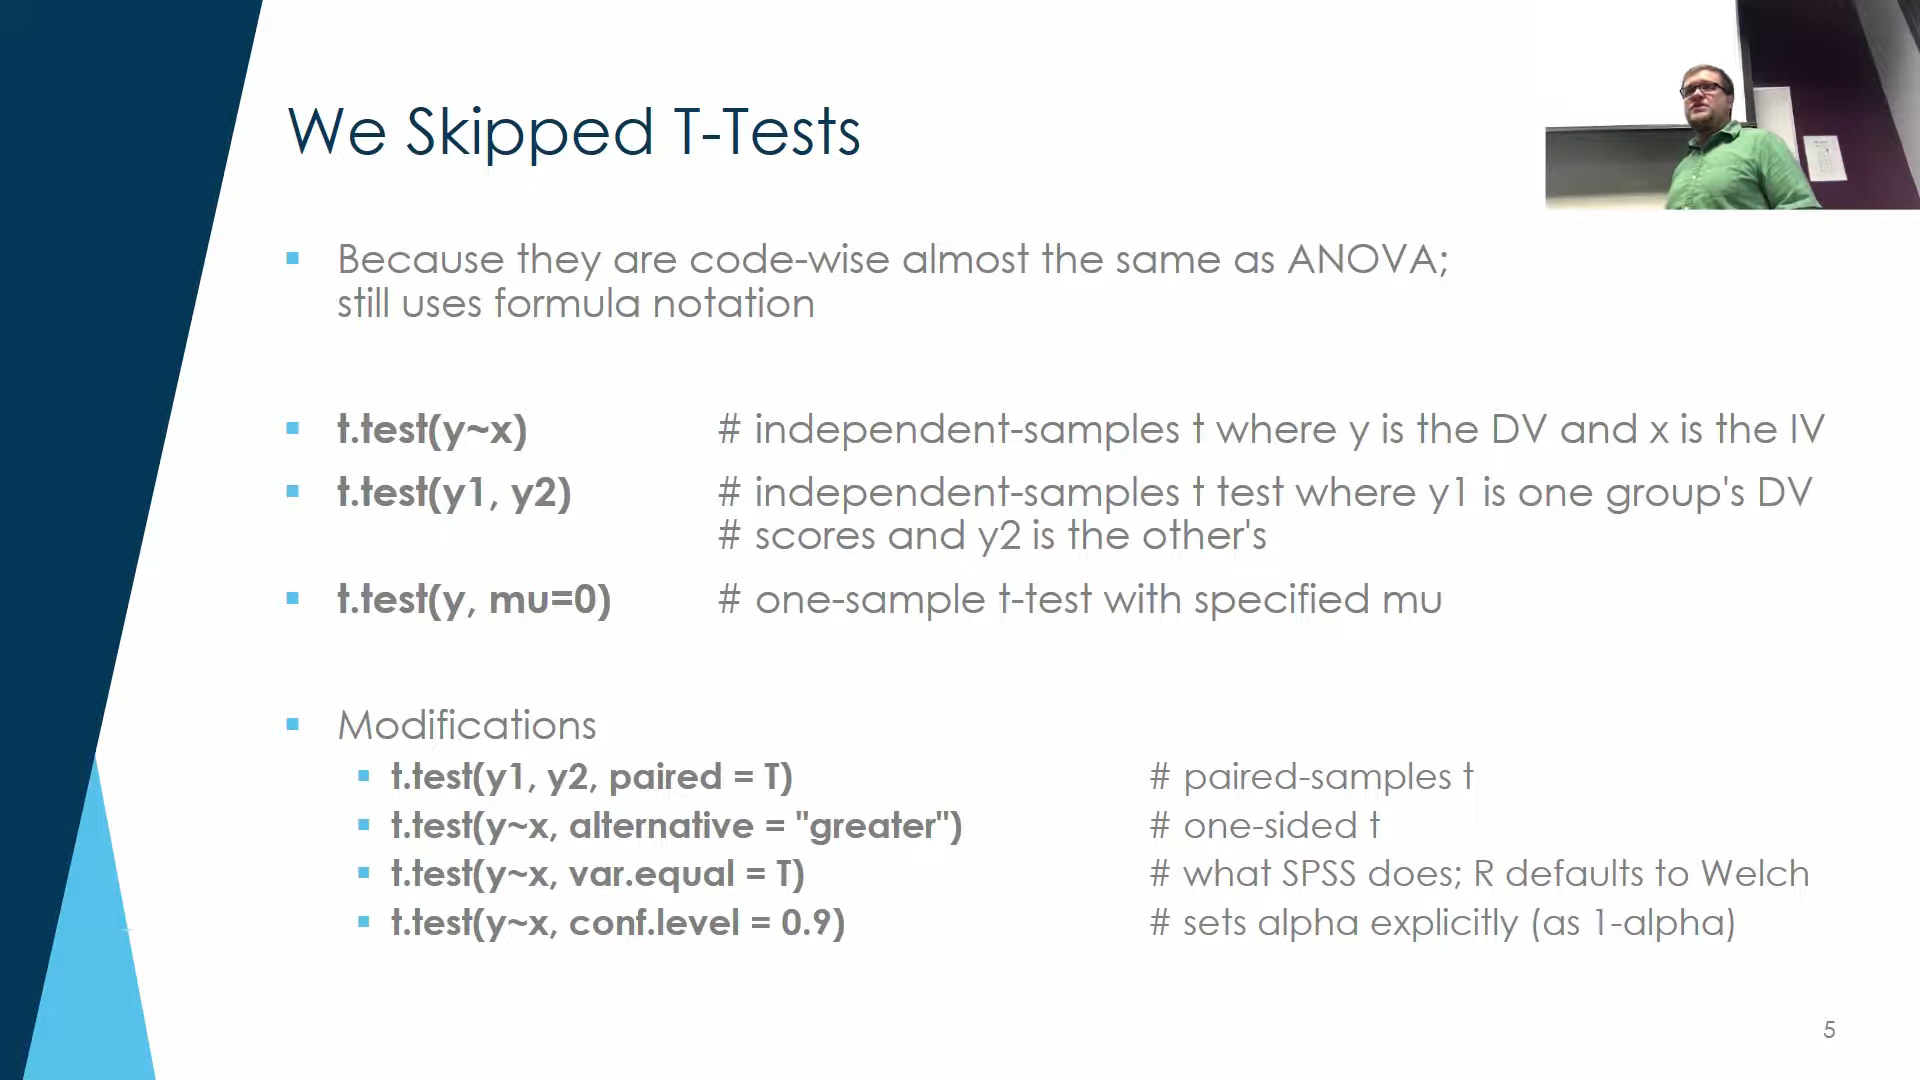 We Skipped T-Tests
Because they are code-wise almost the same as ANOVA;
still uses formula notation
t.test(y~x) # independent-samples t where y is the DV and x is the IV
t.test(y1, y2) # independent-samples t test where y1 is one group's DV
# scores and y2 is the other's
t.test(y, mu=0) # one-sample t-test with specified mu
Modifications
t.test(y1, y2, paired = T) # paired-samples t
t.test(y~x, alternative = "greater") # one-sided t
t.test(y~x, var.equal = T) # what SPSS does; R defaults to Welch
t.test(y~x, conf.level = 0.9) # sets alpha explicitly (as 1-alpha)
5